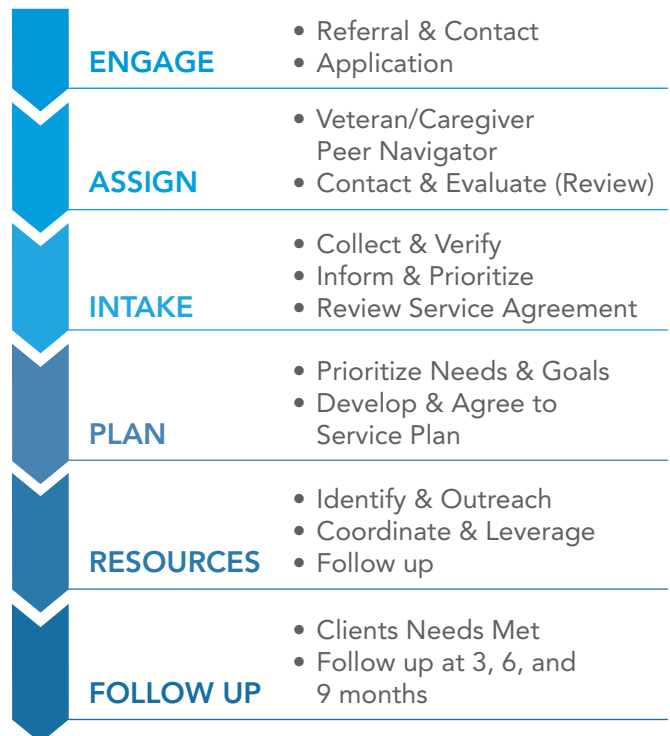 ENGAGE
• Referral & Contact
• Application
ASSIGN
• Veteran/Caregiver
Peer Navigator
• Contact & Evaluate (Review)
INTAKE
• Collect & Verify
• Inform & Prioritize
• Review Service Agreement
PLAN
• Prioritize Needs & Goals
• Develop & Agree to
Service Plan
RESOURCES
• Identify & Outreach
• Coordinate & Leverage
• Follow up
FOLLOW UP
• Clients Needs Met
• Follow up at 3, 6, and
9 months